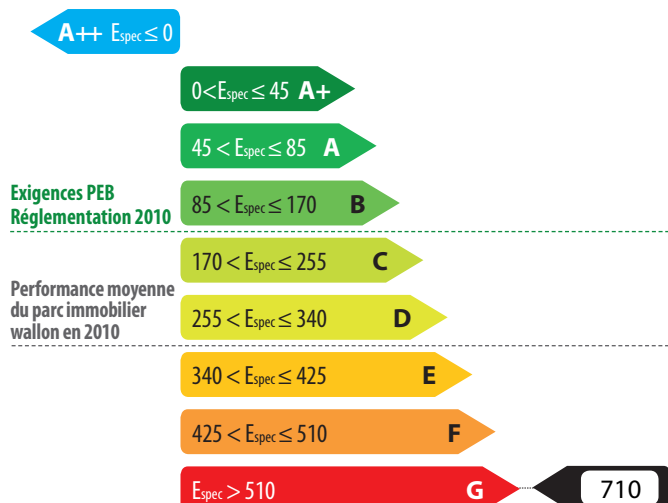 A++ Espec ≤ 0
0<Espec ≤ 45 A+
45 < Espec ≤ 85 A
Exigences PEB
Réglementation 2010
85 < Espec ≤ 170 B
170 < Espec ≤ 255 C
Performance moyenne
du parc immobilier
wallon en 2010
255 < Espec ≤ 340 D
340 < Espec ≤ 425 E
425 < Espec ≤ 510 F
Espec > 510 G 710